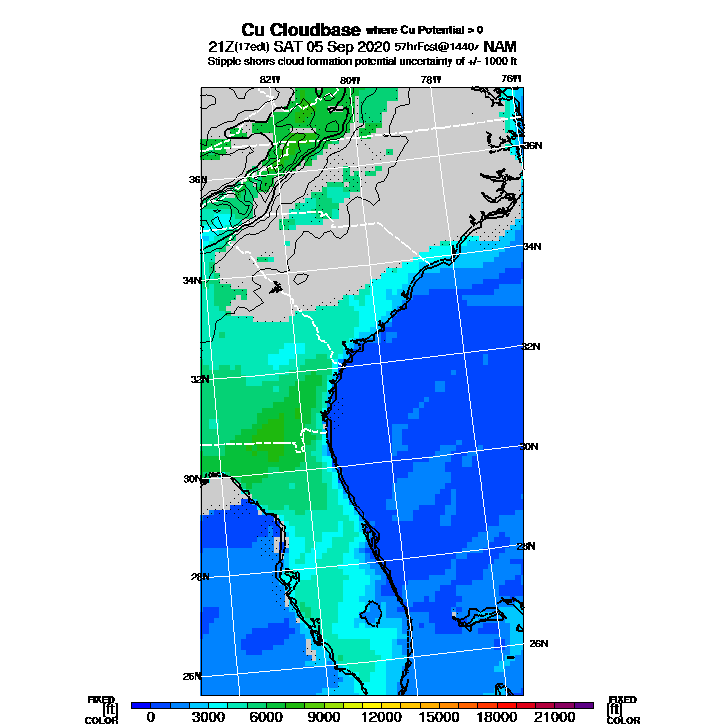 Cu Cloudbase where Cu Potential > 0
21Z(17edt) SAT 05 Sep 2020 57hrFcst@1440z NAM
Stipple shows cloud formation potential uncertainty of +/- 1000 ft
82W 80W 78W 76W
36N
36N
34N
34N
32N
32N
30N
30N
28N
28N
26N
26N
FIXED FIXED
[ft] [ft]
COLOR COLOR
0 3000 6000 9000 12000 15000 18000 21000